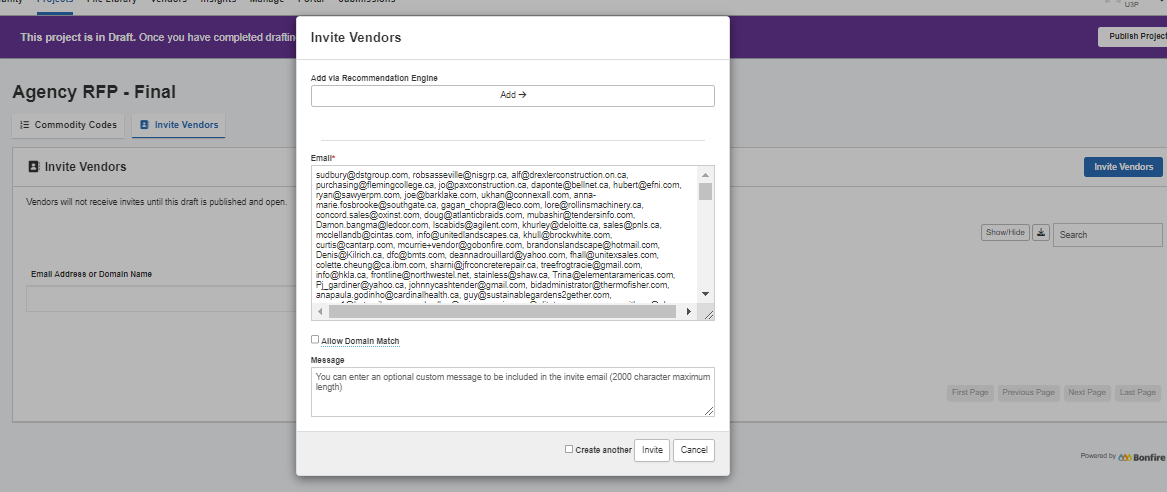 Projects
File Library
Vendors
Insights
Manage
Portal
Submissions
U3P
This project is in Draft. Once you have completed draftin
Publish Project
Invite Vendors
Add via Recommendation Engine
Add →
Agency RFP - Final
Commodity Codes
Invite Vendors
Invite Vendors
Invite Vendors
Vendors will not receive invites until this draft is published and open.
Show/Hide
Search
Email Address or Domain Name
Email*
sudbury@dstgroup.com, robsasseville@nisgrp.ca, alf@drexlerconstruction.on.ca,
purchasing@flemingcollege.ca, jo@paxconstruction.ca, daponte@bellnet.ca, hubert@efni.com,
ryan@sawyerpm.com, joe@barklake.com, ukhan@connexall.com, anna-
marie.fosbrooke@southgate.ca, gagan_chopra@leco.com, lore@rollinsmachinery.ca,
concord.sales@oxinst.com, doug@atlanticbraids.com, mubashir@tendersinfo.com,
Damon.bangma@ledcor.com, lscabids@agilent.com, khurley@deloitte.ca, sales@pnls.ca,
mcclellandb@cintas.com, info@unitedlandscapes.ca, khull@brockwhite.com,
curtis@cantarp.com, mcurrie+vendor@gobonfire.com, brandonslandscape@hotmail.com,
Denis@Kilrich.ca, dfc@bmts.com, deannadrouillard@yahoo.com, fhall@unitexsales.com,
colette.cheung@ca.ibm.com, sharni@jfrconcreterepair.ca, treefrogtracie@gmail.com,
info@hkla.ca, frontline@northwestel.net, stainless@shaw.ca, Trina@elementaramericas.com,
Pj_gardiner@yahoo.ca, johnnycashtender@gmail.com, bidadministrator@thermofisher.com,
anapaula.godinho@cardinalhealth.ca, guy@sustainablegardens2gether.com,
Allow Domain Match
Message
You can enter an optional custom message to be included in the invite email (2000 character maximum
length)
First Page
Previous Page
Next Page
Last Page
Create another
Invite
Cancel
Powered by Bonfire